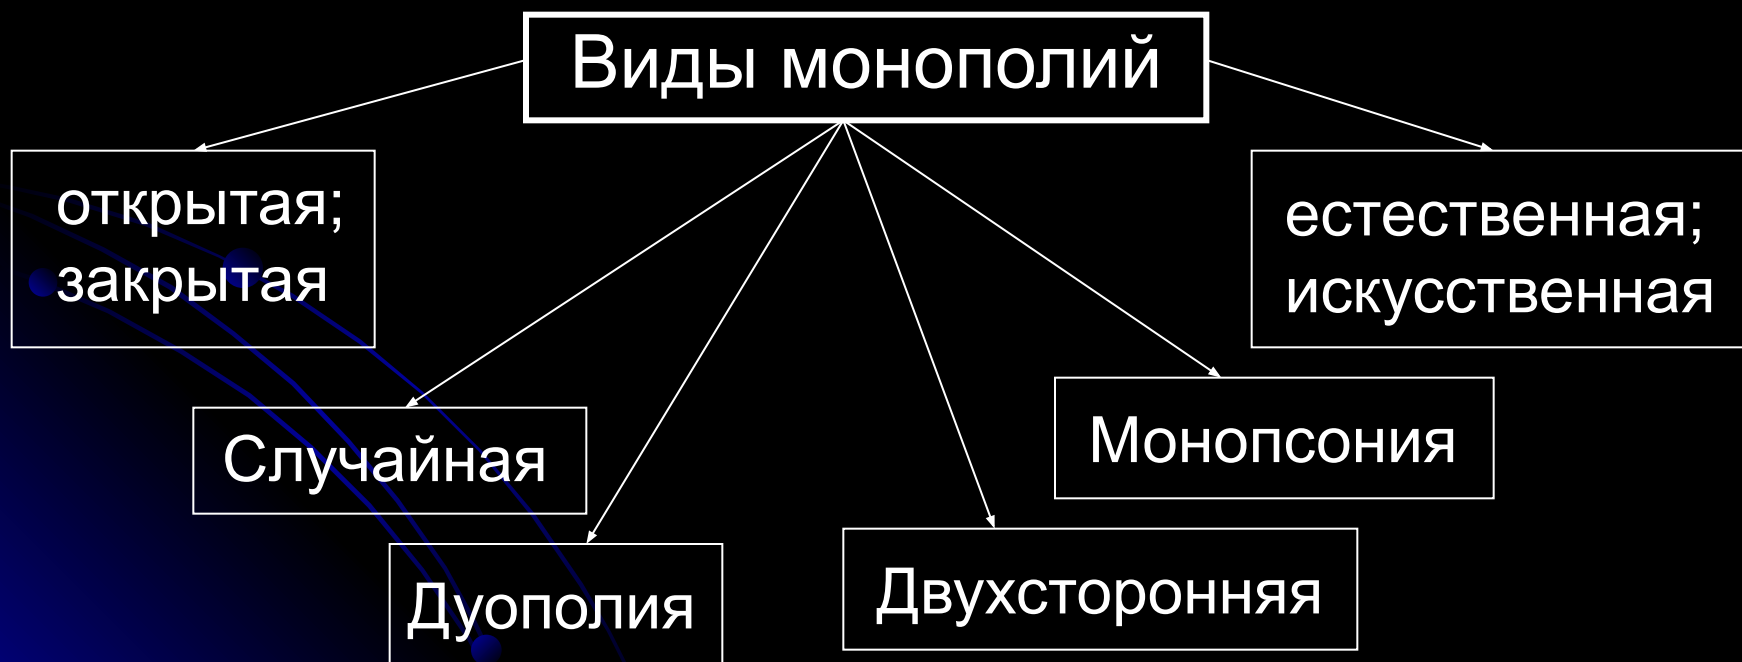 Виды монополий
открытая;
закрытая
естественная;
искусственная
Случайная
Монопсония
Дуополия
Двухсторонняя